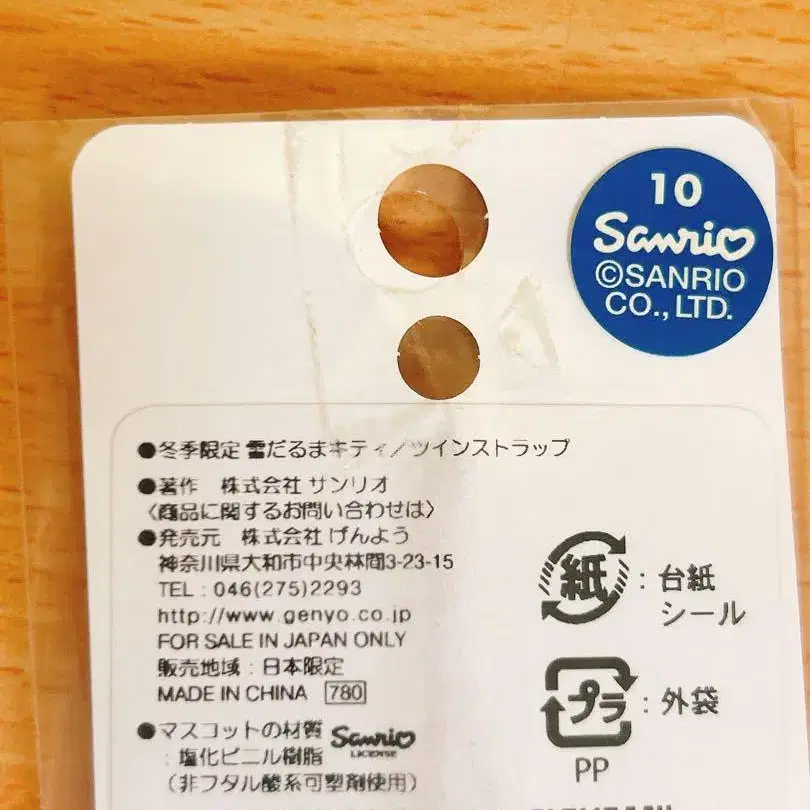 10
Sanrio
©SANRIO
CO., LTD.
●冬季限定 雪だるまキティ／ツインストラップ
●著作 株式会社 サンリオ
〈商品に関するお問い合わせは〉
●発売元 株式会社 げんよう
神奈川県大和市中央林間3-23-15
TEL : 046(275)2293
http://www.genyo.co.jp
FOR SALE IN JAPAN ONLY
販売地域 : 日本限定
MADE IN CHINA 780
●マスコットの材質
: 塩化ビニル樹脂
（非フタル酸系可塑剤使用）
Sanrio
LICENSE
紙 : 台紙
シール
プラ : 外袋
PP